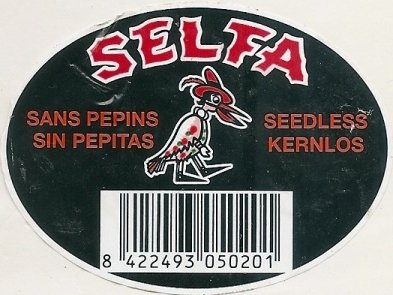 SELFA
SANS PEPINS
SIN PEPITAS
SEEDLESS
KERNLOS
8 422493 050201